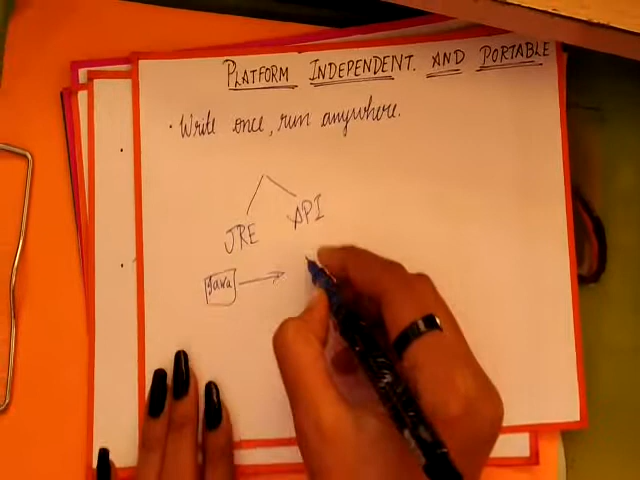 PLATFORM INDEPENDENT. AND PORTABLE
· Write once, run anywhere.
JRE API
Java